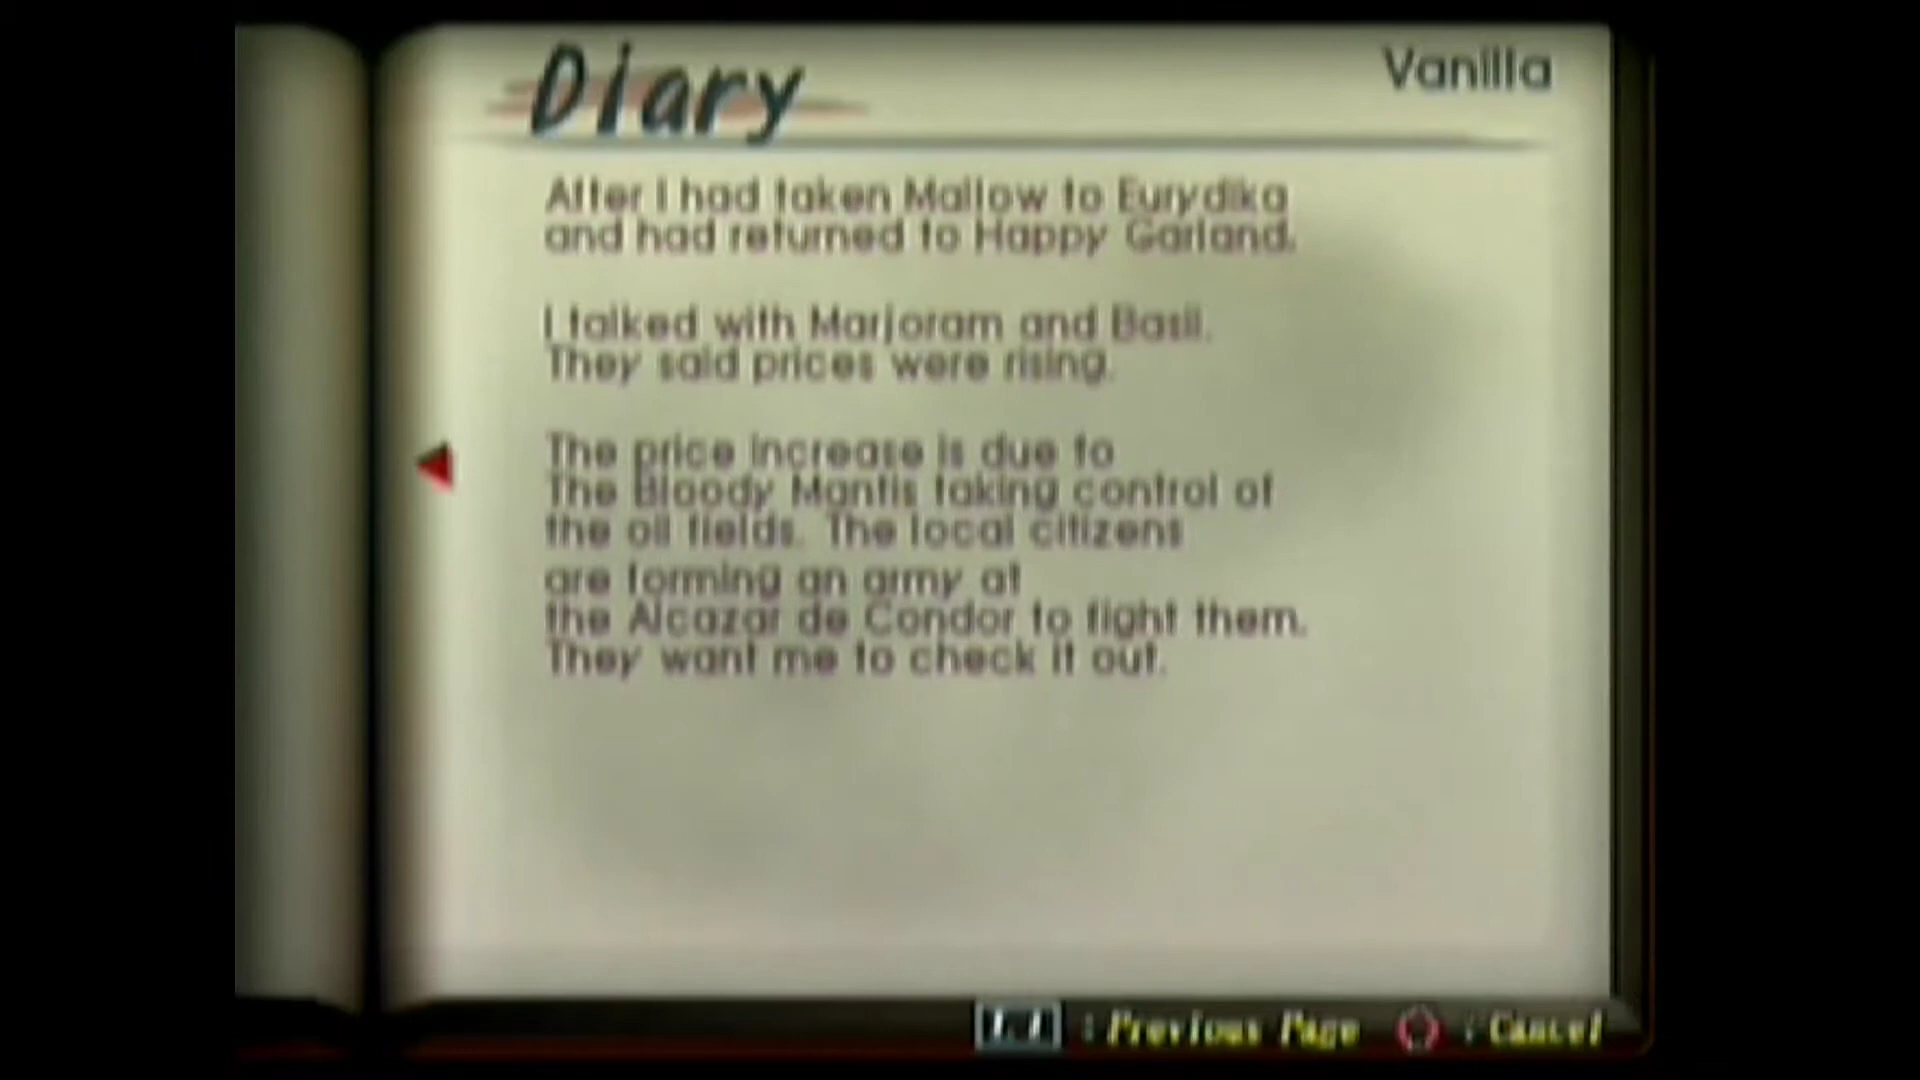 Diary
Vanilla
After I had taken Mallow to Eurydika
and had returned to Happy Garland.
I talked with Marjoram and Basil.
They said prices were rising.
The price increase is due to
The Bloody Mantis taking control of
the oil fields. The local citizens
are forming an army at
the Alcazar de Condor to fight them.
They want me to check it out.
L1 : Previous Page : Cancel